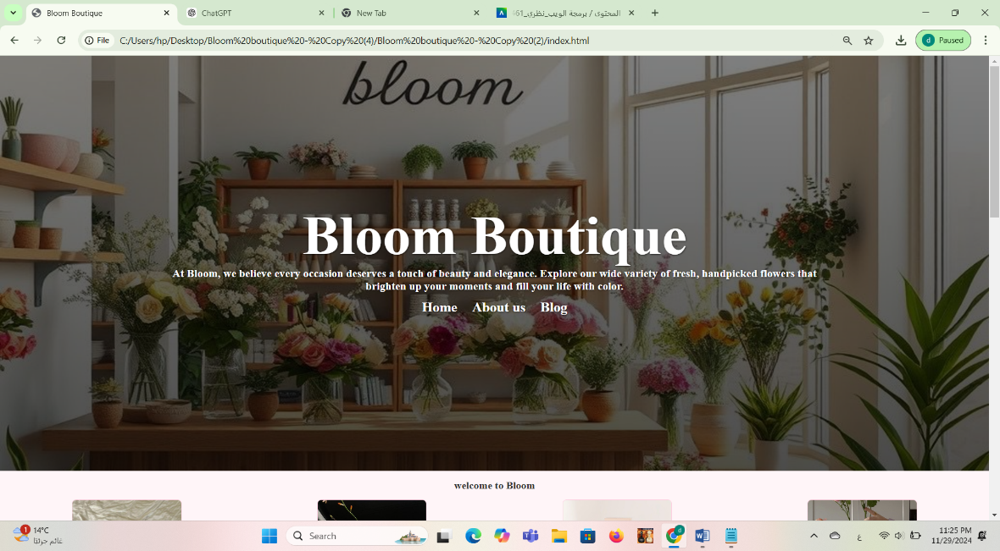 Bloom Boutique
ChatGPT
New Tab
المحتوى / برمجة الويب_نظري_461
File
C:/Users/hp/Desktop/Bloom%20boutique%20-%20Copy%20(4)/Bloom%20boutique%20-%20Copy%20(2)/index.html
d
Paused
bloom
Bloom Boutique
At Bloom, we believe every occasion deserves a touch of beauty and elegance. Explore our wide variety of fresh, handpicked flowers that
brighten up your moments and fill your life with color.
Home About us Blog
welcome to Bloom
1
14°C
غائم جزئيًا
Search
d
ع
11:25 PM
11/29/2024